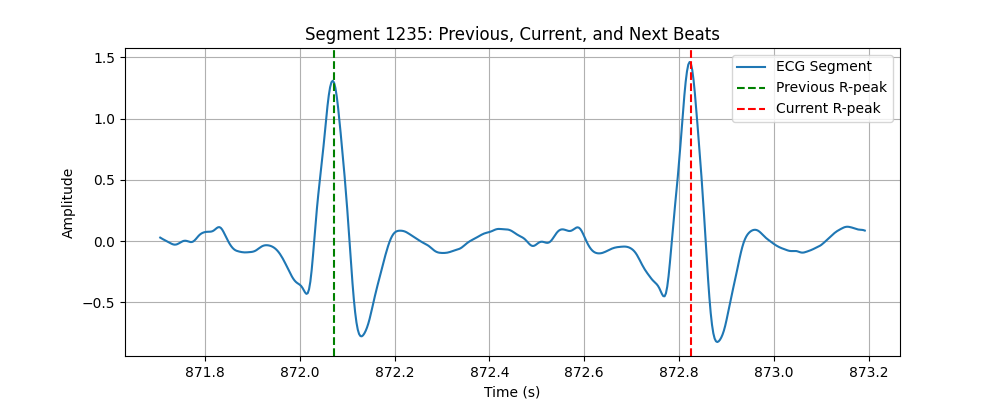 Segment 1235: Previous, Current, and Next Beats
ECG Segment
Previous R-peak
Current R-peak
Amplitude
1.5
1.0
0.5
0.0
−0.5
871.8 872.0 872.2 872.4 872.6 872.8 873.0 873.2
Time (s)